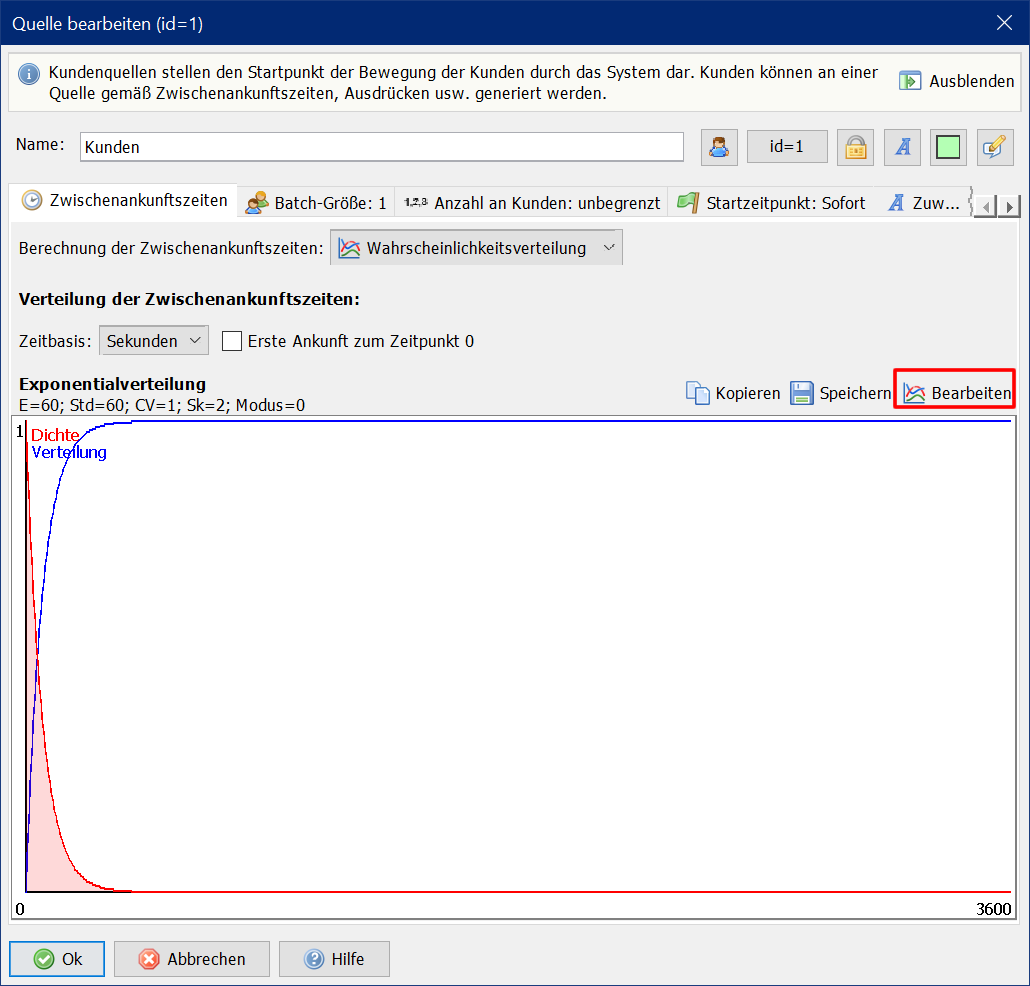 Quelle bearbeiten (id=1)
Kundenquellen stellen den Startpunkt der Bewegung der Kunden durch das System dar. Kunden können an einer
Quelle gemäß Zwischenankunftszeiten, Ausdrücken usw. generiert werden.
Ausblenden
Name: Kunden id=1
Zwischenankunftszeiten Batch-Größe: 1 1,2,3 Anzahl an Kunden: unbegrenzt Startzeitpunkt: Sofort Zuw...
Berechnung der Zwischenankunftszeiten: Wahrscheinlichkeitsverteilung
Verteilung der Zwischenankunftszeiten:
Zeitbasis: Sekunden Erste Ankunft zum Zeitpunkt 0
Exponentialverteilung
E=60; Std=60; CV=1; Sk=2; Modus=0
Kopieren Speichern Bearbeiten
1 Dichte
Verteilung
0 3600
Ok Abbrechen Hilfe